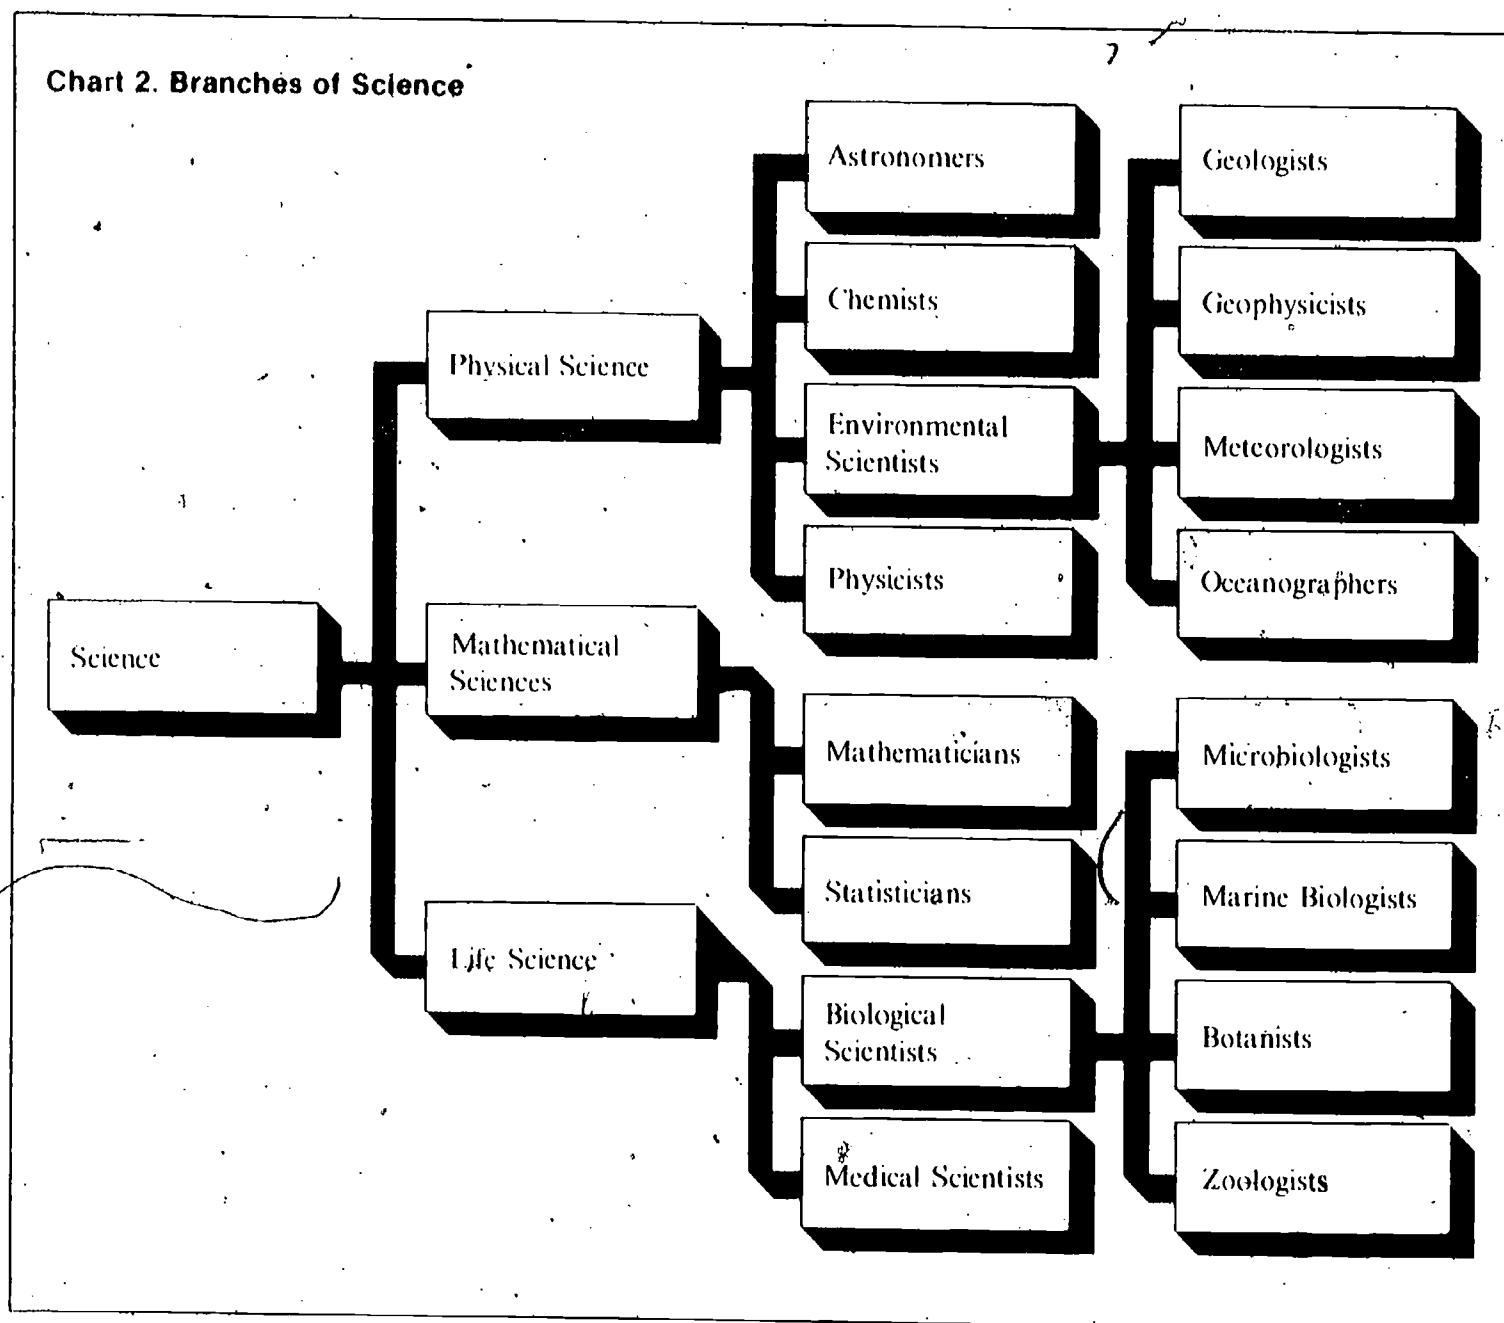 Chart 2. Branches of Science
Science
Physical Science
Mathematical
Sciences
Life Science
Astronomers
Chemists
Environmental
Scientists
Physicists
Mathematicians
Statisticians
Biological
Scientists
Medical Scientists
Geologists
Geophysicists
Meteorologists
Oceanographers
Microbiologists
Marine Biologists
Botanists
Zoologists